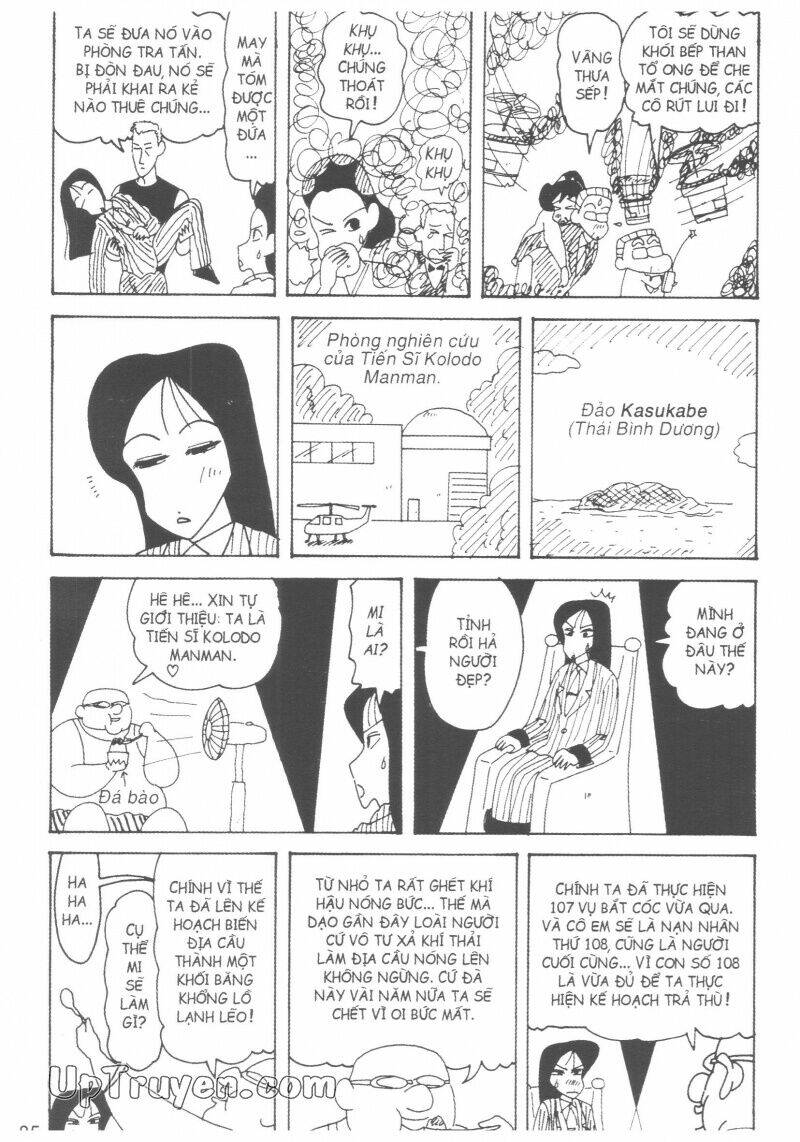 TÔI SẼ DÙNG
KHÓI BẾP THAN
TỔ ONG ĐỂ CHE
MẮT CHÚNG, CÁC
CÔ RÚT LUI ĐI!
VÂNG
THƯA
SẾP!
KHỤ
KHỤ...
CHÚNG
THOÁT
RỒI!
KHỤ
KHỤ
MAY
MÀ
TÓM
ĐƯỢC
MỘT
ĐỨA
...
TA SẼ ĐƯA NÓ VÀO
PHÒNG TRA TẤN.
BỊ ĐÒN ĐAU, NÓ SẼ
PHẢI KHAI RA KẺ
NÀO THUÊ CHÚNG...
Đảo Kasukabe
(Thái Bình Dương)
Phòng nghiên cứu
của Tiến Sĩ Kolodo
Manman.
MÌNH
ĐANG Ở
ĐÂU THẾ
NÀY?
TỈNH
RỒI HẢ
NGƯỜI
ĐẸP?
MI
LÀ
AI?
HÊ HÊ... XIN TỰ
GIỚI THIỆU: TA LÀ
TIẾN SĨ KOLODO
MANMAN.
♡
Đá bào
CHÍNH TA ĐÃ THỰC HIỆN
107 VỤ BẮT CÓC VỪA QUA.
VÀ CÔ EM SẼ LÀ NẠN NHÂN
THỨ 108, CŨNG LÀ NGƯỜI
CUỐI CÙNG... VÌ CON SỐ 108
LÀ VỪA ĐỦ ĐỂ TA THỰC
HIỆN KẾ HOẠCH TRẢ THÙ!
TỪ NHỎ TA RẤT GHÉT KHÍ
HẬU NÓNG BỨC... THẾ MÀ
DẠO GẦN ĐÂY LOÀI NGƯỜI
CỨ VÔ TƯ XẢ KHÍ THẢI
LÀM ĐỊA CẦU NÓNG LÊN
KHÔNG NGỪNG. CỨ ĐÀ
NÀY VÀI NĂM NỮA TA SẼ
CHẾT VÌ OI BỨC MẤT.
CHÍNH VÌ THẾ
TA ĐÃ LÊN KẾ
HOẠCH BIẾN
ĐỊA CẦU
THÀNH MỘT
KHỐI BĂNG
KHỔNG LỒ
LẠNH LẼO!
CỤ
THỂ
MI
SẼ
LÀM
GÌ?
HA
HA
HA...
UpTruyen.com